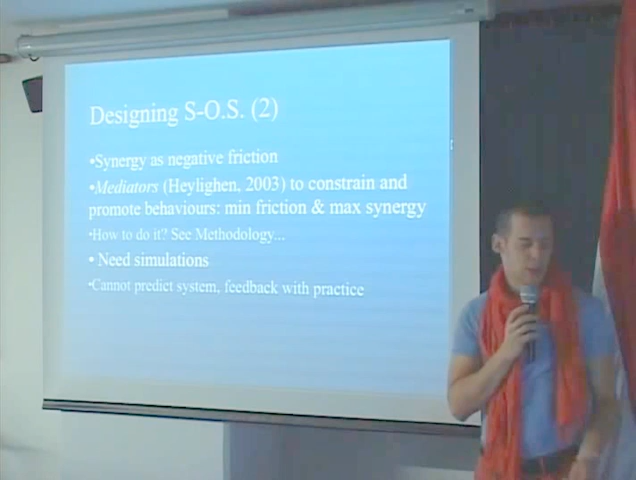 Designing S-O.S. (2)
•Synergy as negative friction
•Mediators (Heylighen, 2003) to constrain and
promote behaviours: min friction & max synergy
•How to do it? See Methodology...
• Need simulations
•Cannot predict system, feedback with practice